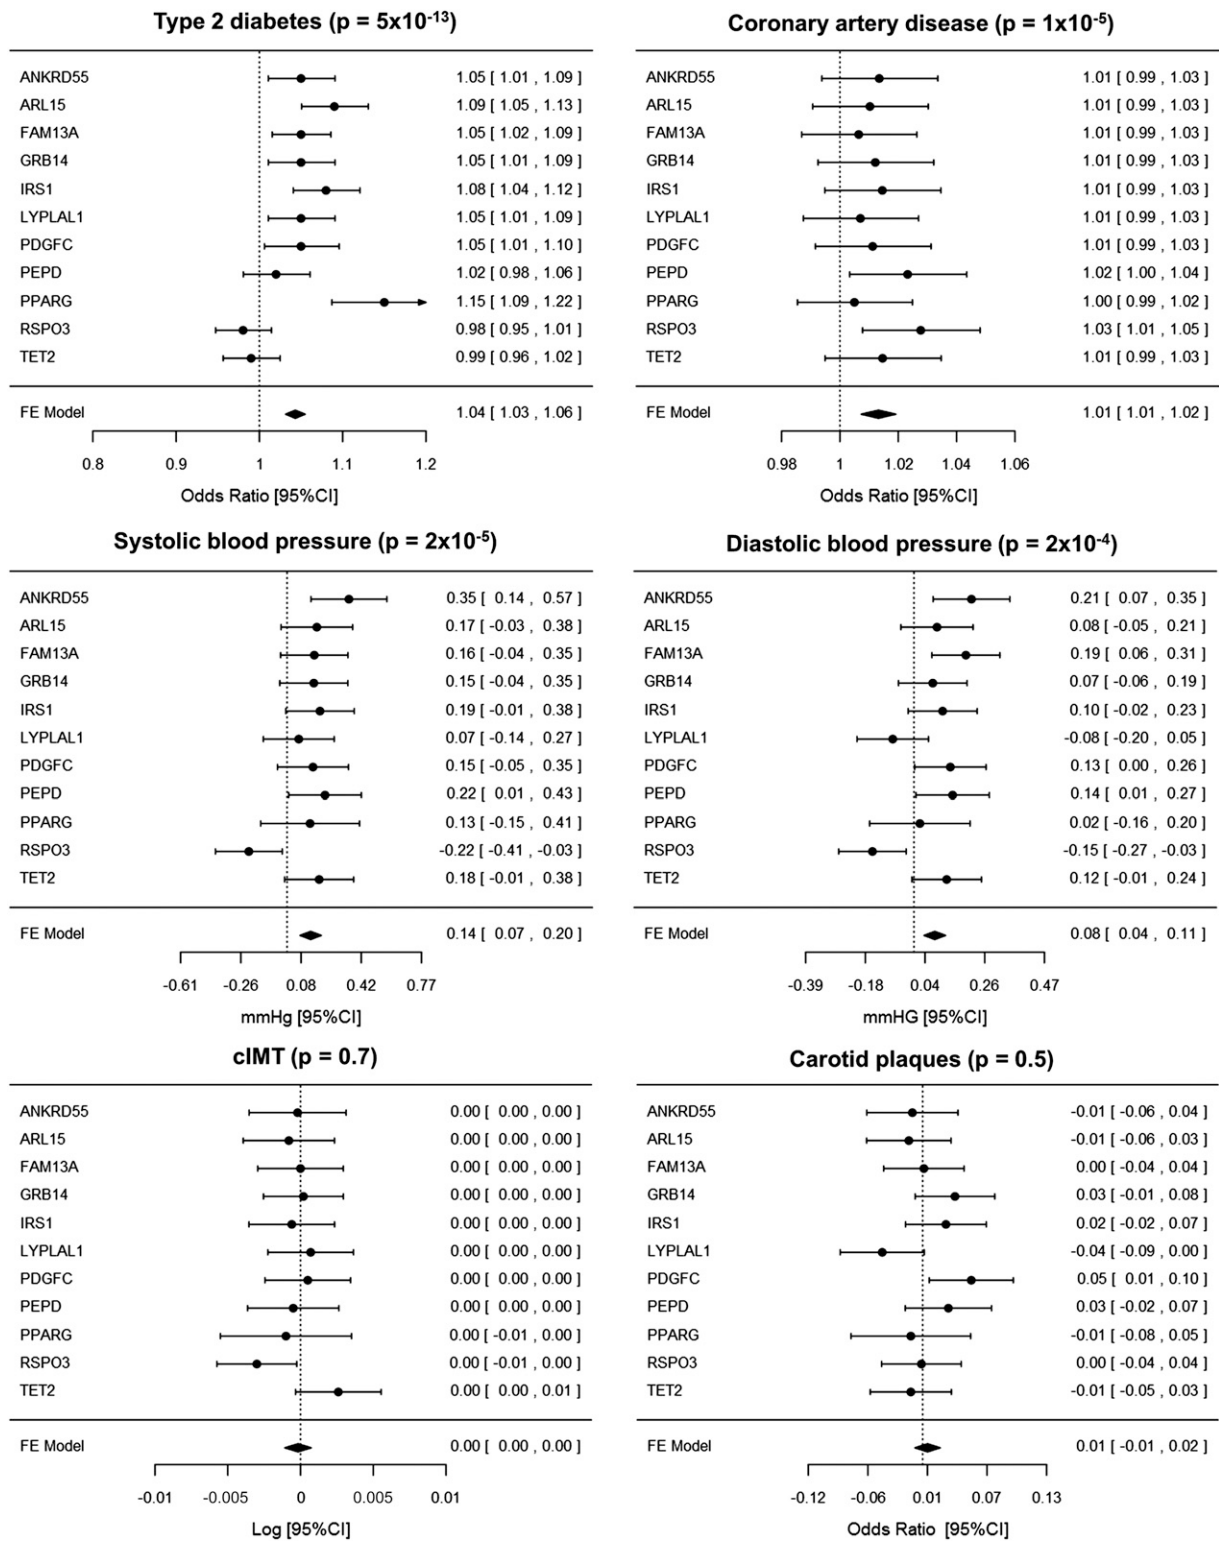 Type 2 diabetes (p = 5x10⁻¹³)
ANKRD55 1.05 [ 1.01 , 1.09 ]
ARL15 1.09 [ 1.05 , 1.13 ]
FAM13A 1.05 [ 1.02 , 1.09 ]
GRB14 1.05 [ 1.01 , 1.09 ]
IRS1 1.08 [ 1.04 , 1.12 ]
LYPLAL1 1.05 [ 1.01 , 1.09 ]
PDGFC 1.05 [ 1.01 , 1.10 ]
PEPD 1.02 [ 0.98 , 1.06 ]
PPARG 1.15 [ 1.09 , 1.22 ]
RSPO3 0.98 [ 0.95 , 1.01 ]
TET2 0.99 [ 0.96 , 1.02 ]
FE Model 1.04 [ 1.03 , 1.06 ]
0.8 0.9 1 1.1 1.2
Odds Ratio [95%CI]
Coronary artery disease (p = 1x10⁻⁵)
ANKRD55 1.01 [ 0.99 , 1.03 ]
ARL15 1.01 [ 0.99 , 1.03 ]
FAM13A 1.01 [ 0.99 , 1.03 ]
GRB14 1.01 [ 0.99 , 1.03 ]
IRS1 1.01 [ 0.99 , 1.03 ]
LYPLAL1 1.01 [ 0.99 , 1.03 ]
PDGFC 1.01 [ 0.99 , 1.03 ]
PEPD 1.02 [ 1.00 , 1.04 ]
PPARG 1.00 [ 0.99 , 1.02 ]
RSPO3 1.03 [ 1.01 , 1.05 ]
TET2 1.01 [ 0.99 , 1.03 ]
FE Model 1.01 [ 1.01 , 1.02 ]
0.98 1 1.02 1.04 1.06
Odds Ratio [95%CI]
Systolic blood pressure (p = 2x10⁻⁵)
ANKRD55 0.35 [ 0.14 , 0.57 ]
ARL15 0.17 [ -0.03 , 0.38 ]
FAM13A 0.16 [ -0.04 , 0.35 ]
GRB14 0.15 [ -0.04 , 0.35 ]
IRS1 0.19 [ -0.01 , 0.38 ]
LYPLAL1 0.07 [ -0.14 , 0.27 ]
PDGFC 0.15 [ -0.05 , 0.35 ]
PEPD 0.22 [ 0.01 , 0.43 ]
PPARG 0.13 [ -0.15 , 0.41 ]
RSPO3 -0.22 [ -0.41 , -0.03 ]
TET2 0.18 [ -0.01 , 0.38 ]
FE Model 0.14 [ 0.07 , 0.20 ]
-0.61 -0.26 0.08 0.42 0.77
mmHg [95%CI]
Diastolic blood pressure (p = 2x10⁻⁴)
ANKRD55 0.21 [ 0.07 , 0.35 ]
ARL15 0.08 [ -0.05 , 0.21 ]
FAM13A 0.19 [ 0.06 , 0.31 ]
GRB14 0.07 [ -0.06 , 0.19 ]
IRS1 0.10 [ -0.02 , 0.23 ]
LYPLAL1 -0.08 [ -0.20 , 0.05 ]
PDGFC 0.13 [ 0.00 , 0.26 ]
PEPD 0.14 [ 0.01 , 0.27 ]
PPARG 0.02 [ -0.16 , 0.20 ]
RSPO3 -0.15 [ -0.27 , -0.03 ]
TET2 0.12 [ -0.01 , 0.24 ]
FE Model 0.08 [ 0.04 , 0.11 ]
-0.39 -0.18 0.04 0.26 0.47
mmHG [95%CI]
cIMT (p = 0.7)
ANKRD55 0.00 [ 0.00 , 0.00 ]
ARL15 0.00 [ 0.00 , 0.00 ]
FAM13A 0.00 [ 0.00 , 0.00 ]
GRB14 0.00 [ 0.00 , 0.00 ]
IRS1 0.00 [ 0.00 , 0.00 ]
LYPLAL1 0.00 [ 0.00 , 0.00 ]
PDGFC 0.00 [ 0.00 , 0.00 ]
PEPD 0.00 [ 0.00 , 0.00 ]
PPARG 0.00 [ -0.01 , 0.00 ]
RSPO3 0.00 [ -0.01 , 0.00 ]
TET2 0.00 [ 0.00 , 0.01 ]
FE Model 0.00 [ 0.00 , 0.00 ]
-0.01 -0.005 0 0.005 0.01
Log [95%CI]
Carotid plaques (p = 0.5)
ANKRD55 -0.01 [ -0.06 , 0.04 ]
ARL15 -0.01 [ -0.06 , 0.03 ]
FAM13A 0.00 [ -0.04 , 0.04 ]
GRB14 0.03 [ -0.01 , 0.08 ]
IRS1 0.02 [ -0.02 , 0.07 ]
LYPLAL1 -0.04 [ -0.09 , 0.00 ]
PDGFC 0.05 [ 0.01 , 0.10 ]
PEPD 0.03 [ -0.02 , 0.07 ]
PPARG -0.01 [ -0.08 , 0.05 ]
RSPO3 0.00 [ -0.04 , 0.04 ]
TET2 -0.01 [ -0.05 , 0.03 ]
FE Model 0.01 [ -0.01 , 0.02 ]
-0.12 -0.06 0.01 0.07 0.13
Odds Ratio [95%CI]